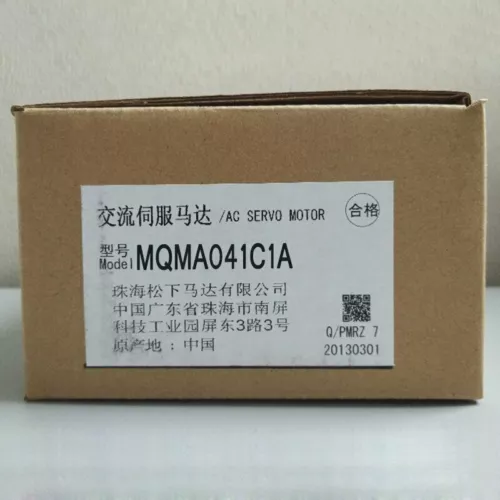 交流伺服马达 /AC SERVO MOTOR 合格
型号
Model MQMA041C1A
珠海松下马达有限公司
中国广东省珠海市南屏
科技工业园屏东3路3号
原产地：中国
Q/PMRZ 7
20130301